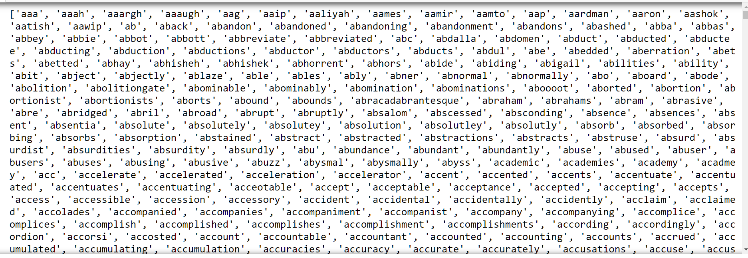 ['aaa', 'aaah', 'aaargh', 'aaaugh', 'aag', 'aaip', 'aaliyah', 'aames', 'aamir', 'aamto', 'aap', 'aardman', 'aaron', 'aashok',
'aatish', 'aawip', 'ab', 'aback', 'abandon', 'abandoned', 'abandoning', 'abandonment', 'abandons', 'abashed', 'abba', 'abbas',
'abbey', 'abbie', 'abbot', 'abbott', 'abbreviate', 'abbreviated', 'abc', 'abdalla', 'abdomen', 'abduct', 'abducted', 'abducte
e', 'abducting', 'abduction', 'abductions', 'abductor', 'abductors', 'abducts', 'abdul', 'abe', 'abedded', 'aberration', 'abet
s', 'abetted', 'abhay', 'abhisheh', 'abhishek', 'abhorrent', 'abhors', 'abide', 'abiding', 'abigail', 'abilities', 'ability',
'abit', 'abject', 'abjectly', 'ablaze', 'able', 'ables', 'ably', 'abner', 'abnormal', 'abnormally', 'abo', 'aboard', 'abode',
'abolition', 'abolitiongate', 'abominable', 'abominably', 'abomination', 'abominations', 'aboooot', 'aborted', 'abortion', 'ab
ortionist', 'abortionists', 'aborts', 'abound', 'abounds', 'abracadabrantesque', 'abraham', 'abrahams', 'abram', 'abrasive',
'abre', 'abridged', 'abril', 'abroad', 'abrupt', 'abruptly', 'absalom', 'abscessed', 'absconding', 'absence', 'absences', 'abs
ent', 'absentia', 'absolute', 'absolutely', 'absolutey', 'absolution', 'absolutley', 'absolutly', 'absorb', 'absorbed', 'absor
bing', 'absorbs', 'absorption', 'abstained', 'abstract', 'abstracted', 'abstractions', 'abstracts', 'abstruse', 'absurd', 'abs
urdist', 'absurdities', 'absurdity', 'absurdly', 'abu', 'abundance', 'abundant', 'abundantly', 'abuse', 'abused', 'abuser', 'a
busers', 'abuses', 'abusing', 'abusive', 'abuzz', 'abysmal', 'abysmally', 'abyss', 'academic', 'academies', 'academy', 'acadme
y', 'acc', 'accelerate', 'accelerated', 'acceleration', 'accelerator', 'accent', 'accented', 'accents', 'accentuate', 'accentu
ated', 'accentuates', 'accentuating', 'acceotable', 'accept', 'acceptable', 'acceptance', 'accepted', 'accepting', 'accepts',
'access', 'accessible', 'accession', 'accessory', 'accident', 'accidental', 'accidentally', 'accidently', 'acclaim', 'acclaime
d', 'accolades', 'accompanied', 'accompanies', 'accompaniment', 'accompanist', 'accompany', 'accompanying', 'accomplice', 'acc
omplices', 'accomplish', 'accomplished', 'accomplishes', 'accomplishment', 'accomplishments', 'according', 'accordingly', 'acc
ordion', 'accorsi', 'accosted', 'account', 'accountable', 'accountant', 'accounted', 'accounting', 'accounts', 'accrued', 'acc
umulated', 'accumulating', 'accumulation', 'accuracies', 'accuracy', 'accurate', 'accurately', 'accusations', 'accuse', 'accus